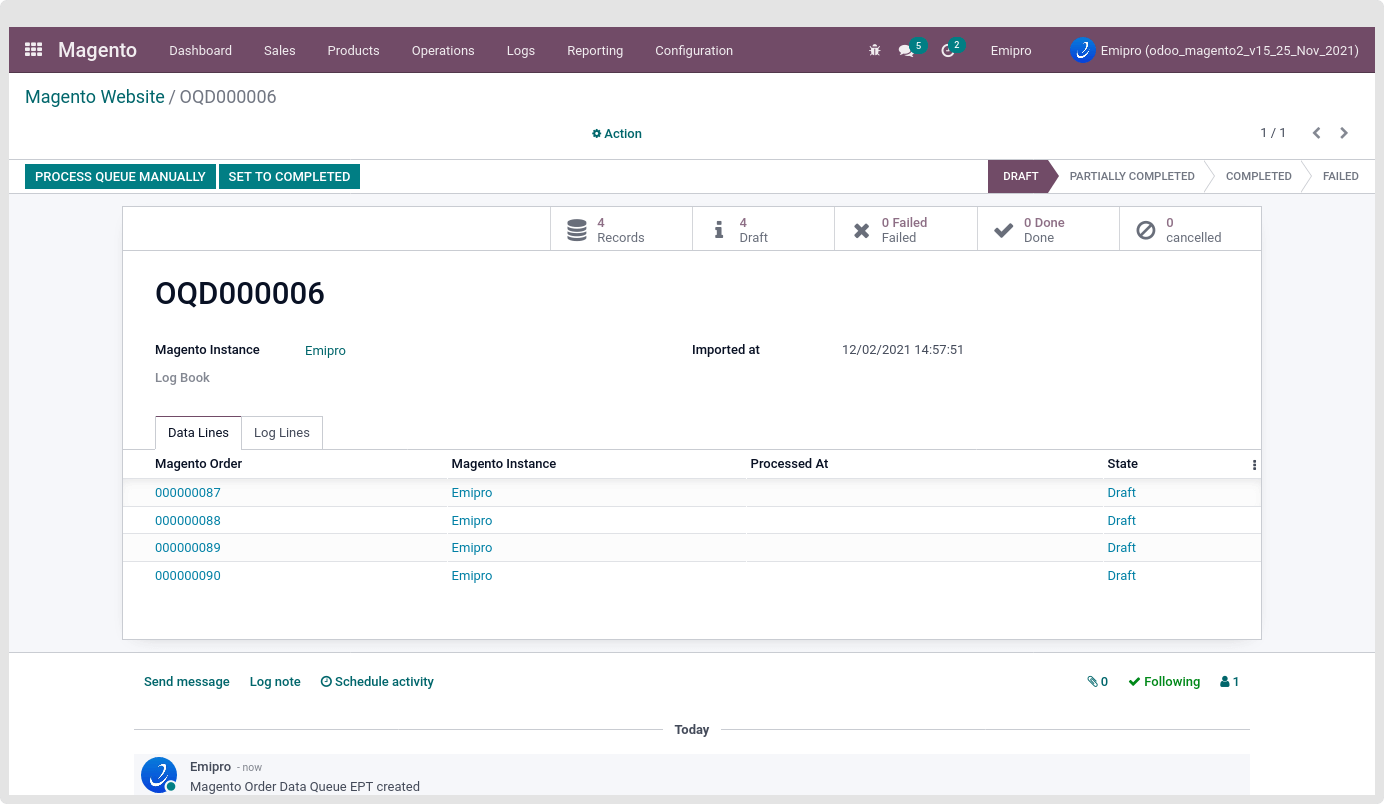 Magento Dashboard Sales Products Operations Logs Reporting Configuration 5 2 Emipro Emipro (odoo_magento2_v15_25_Nov_2021)
Magento Website / OQD000006
Action 1 / 1
PROCESS QUEUE MANUALLY SET TO COMPLETED DRAFT PARTIALLY COMPLETED COMPLETED FAILED
4 4 0 Failed 0 Done 0
Records Draft Failed Done cancelled
OQD000006
Magento Instance Emipro Imported at 12/02/2021 14:57:51
Log Book
Data Lines Log Lines
Magento Order Magento Instance Processed At State
000000087 Emipro Draft
000000088 Emipro Draft
000000089 Emipro Draft
000000090 Emipro Draft
Send message Log note Schedule activity 0 Following 1
Today
Emipro - now
Magento Order Data Queue EPT created